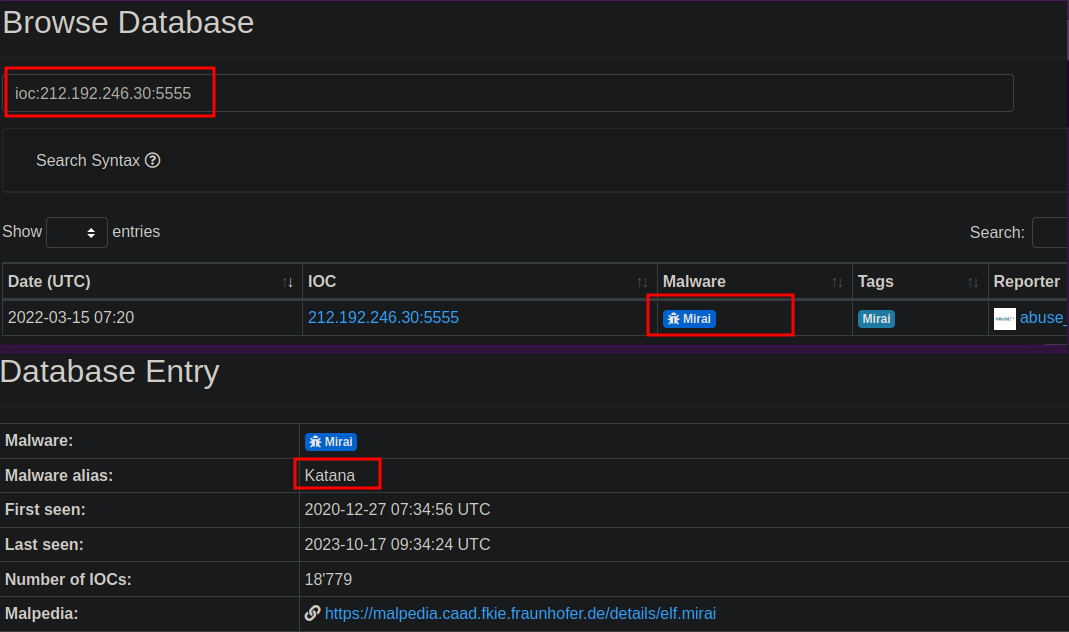 Browse Database
ioc:212.192.246.30:5555
Search Syntax
Show entries Search:
Date (UTC) IOC Malware Tags Reporter
2022-03-15 07:20 212.192.246.30:5555 Mirai Mirai abuse_
Database Entry
Malware: Mirai
Malware alias: Katana
First seen: 2020-12-27 07:34:56 UTC
Last seen: 2023-10-17 09:34:24 UTC
Number of IOCs: 18'779
Malpedia: https://malpedia.caad.fkie.fraunhofer.de/details/elf.mirai